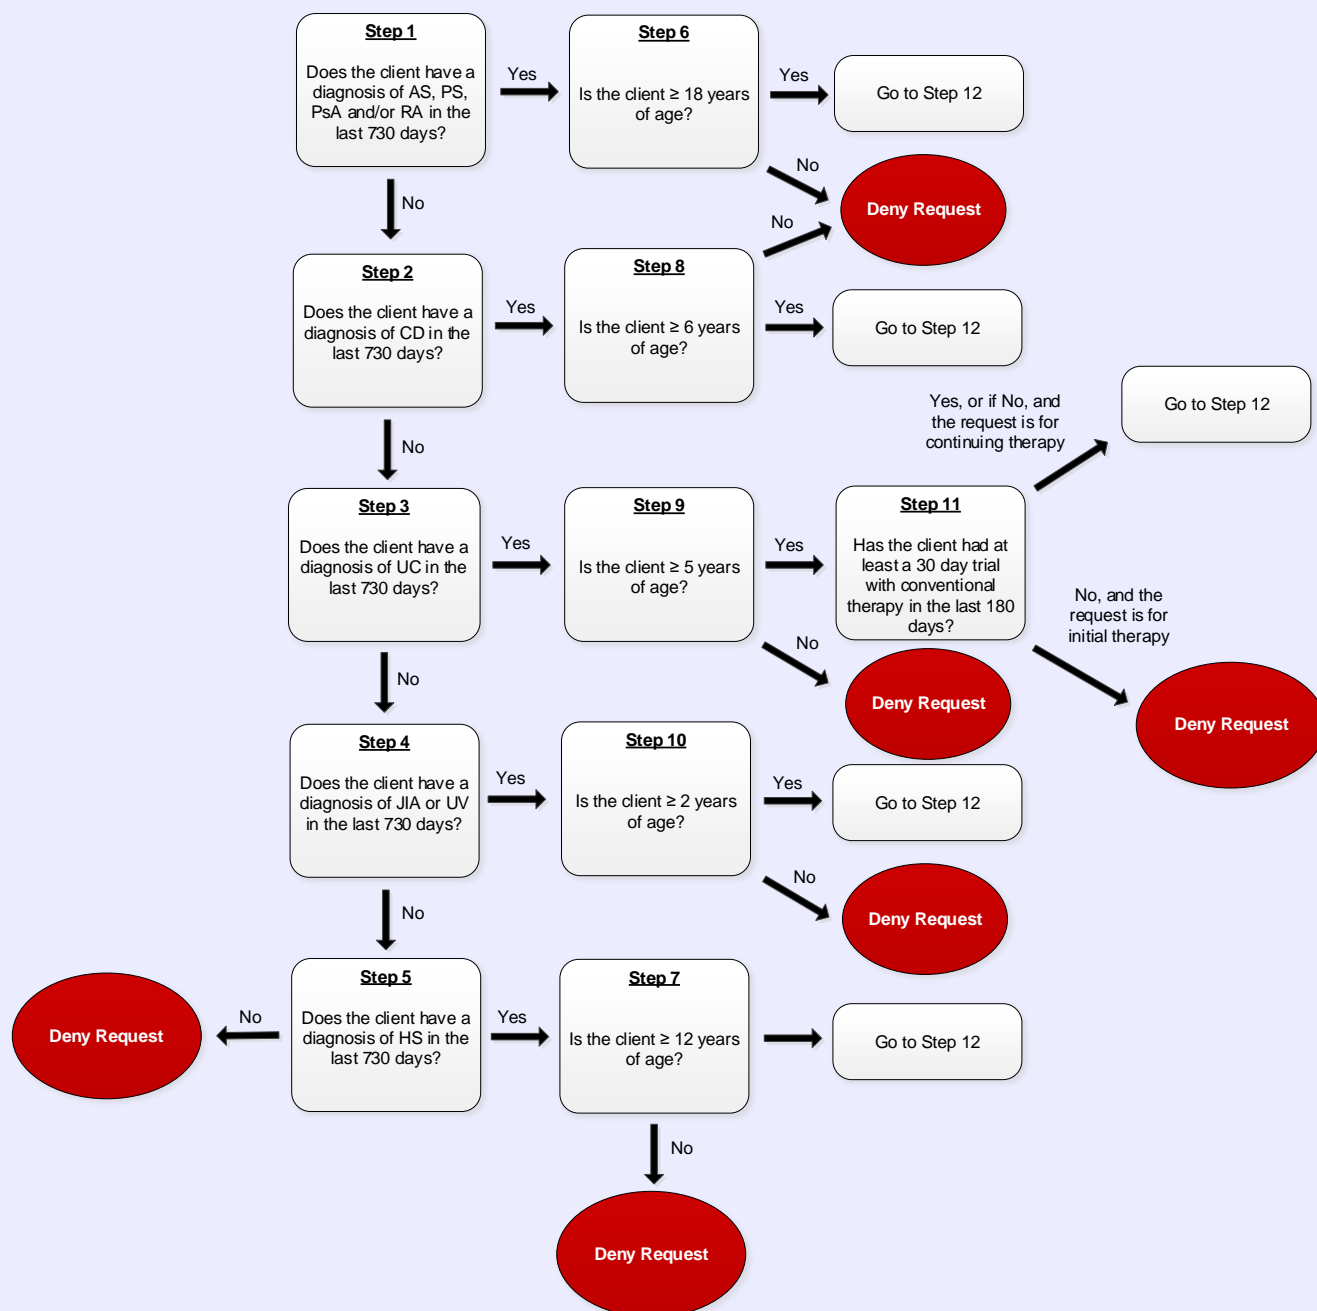 Step 1
Does the client have a
diagnosis of AS, PS,
PsA and/or RA in the
last 730 days?
Yes
Step 6
Is the client ≥ 18 years
of age?
Yes
Go to Step 12
No
Deny Request
No
No
Step 2
Does the client have a
diagnosis of CD in the
last 730 days?
Yes
Step 8
Is the client ≥ 6 years
of age?
Yes
Go to Step 12
No
Step 3
Does the client have a
diagnosis of UC in the
last 730 days?
Yes
Step 9
Is the client ≥ 5 years
of age?
Yes
Step 11
Has the client had at
least a 30 day trial
with conventional
therapy in the last 180
days?
Yes, or if No, and
the request is for
continuing therapy
Go to Step 12
No, and the
request is for
initial therapy
Deny Request
No
Deny Request
No
Step 4
Does the client have a
diagnosis of JIA or UV
in the last 730 days?
Yes
Step 10
Is the client ≥ 2 years
of age?
Yes
Go to Step 12
No
Deny Request
No
Step 5
Does the client have a
diagnosis of HS in the
last 730 days?
No
Deny Request
Yes
Step 7
Is the client ≥ 12 years
of age?
Go to Step 12
No
Deny Request